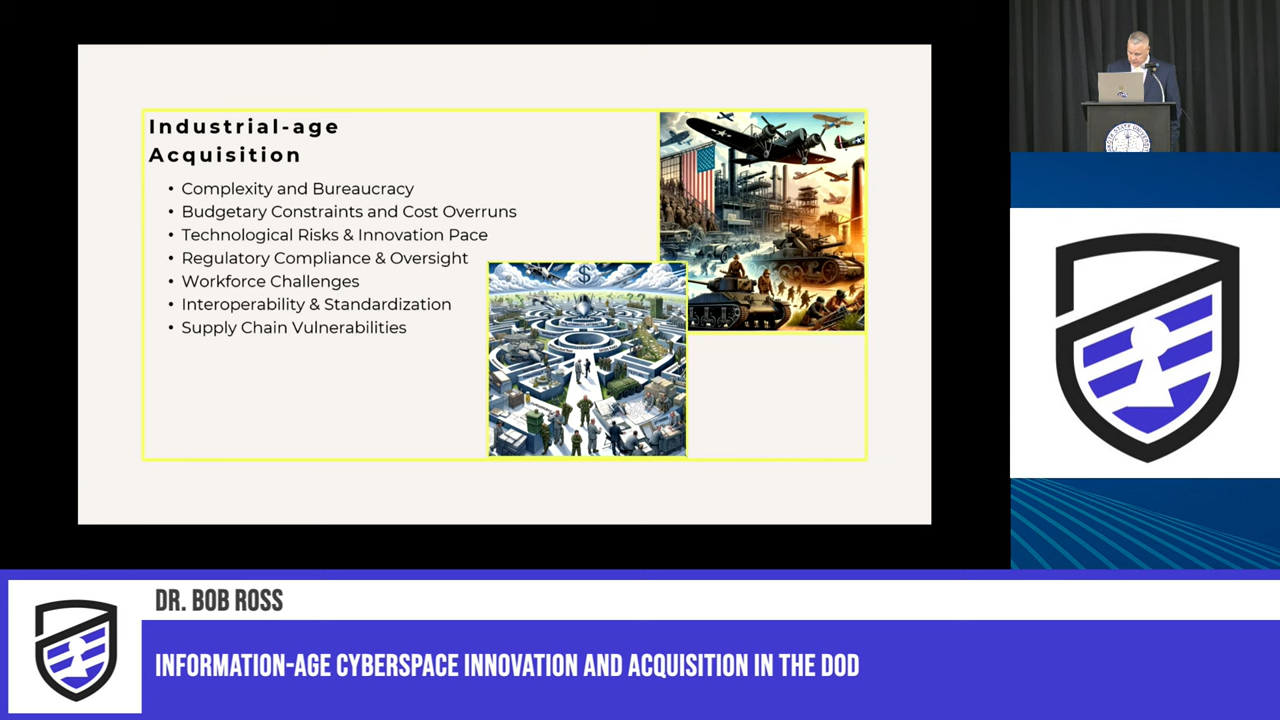 Industrial-age
Acquisition
• Complexity and Bureaucracy
• Budgetary Constraints and Cost Overruns
• Technological Risks & Innovation Pace
• Regulatory Compliance & Oversight
• Workforce Challenges
• Interoperability & Standardization
• Supply Chain Vulnerabilities
$
DR. BOB ROSS
INFORMATION-AGE CYBERSPACE INNOVATION AND ACQUISITION IN THE DOD